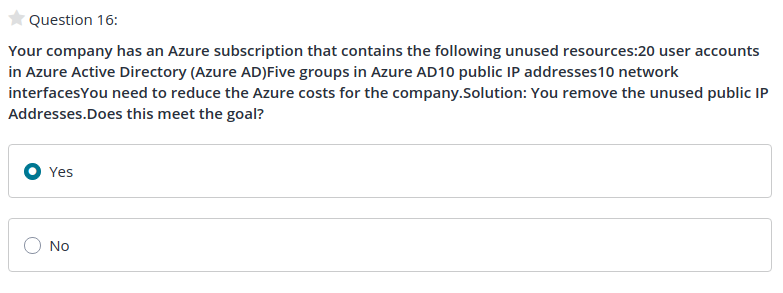 Question 16:
Your company has an Azure subscription that contains the following unused resources:20 user accounts
in Azure Active Directory (Azure AD)Five groups in Azure AD10 public IP addresses10 network
interfacesYou need to reduce the Azure costs for the company.Solution: You remove the unused public IP
Addresses.Does this meet the goal?
Yes
No